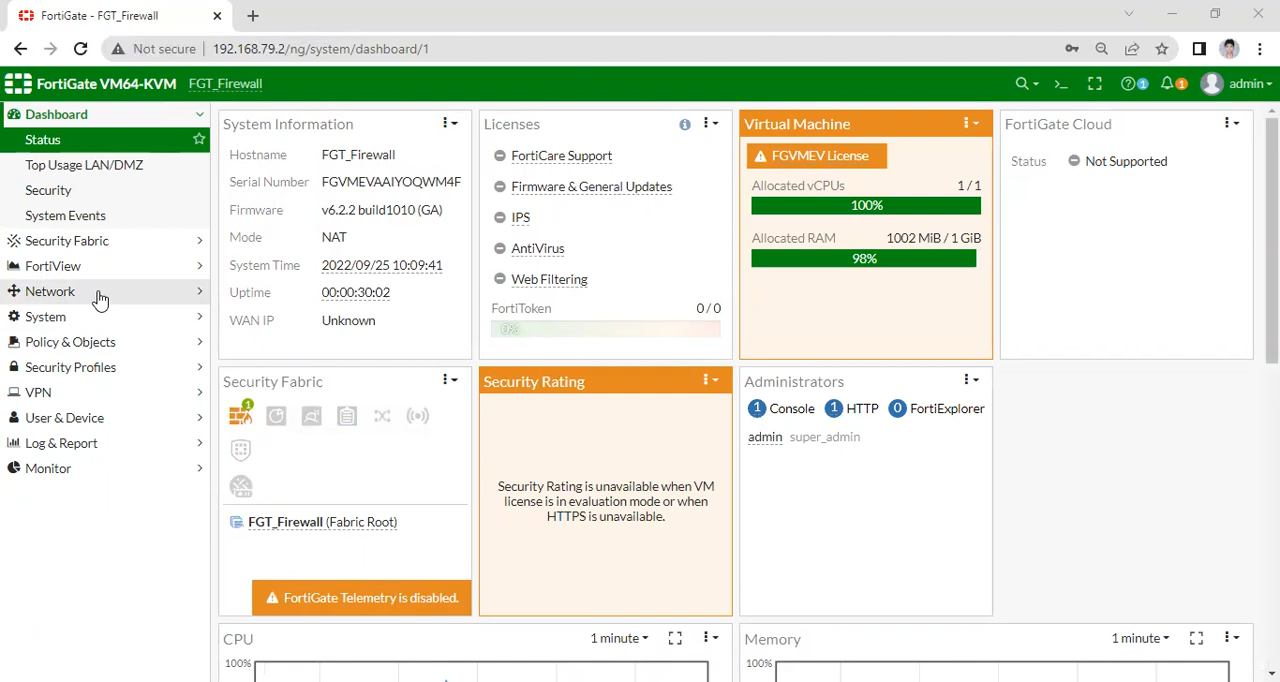 FortiGate - FGT_Firewall
Not secure | 192.168.79.2/ng/system/dashboard/1
FortiGate VM64-KVM FGT_Firewall
1 1 admin
Dashboard
Status
Top Usage LAN/DMZ
Security
System Events
Security Fabric
FortiView
Network
System
Policy & Objects
Security Profiles
VPN
User & Device
Log & Report
Monitor
System Information
Hostname FGT_Firewall
Serial Number FGVMEVAAIYOQWM4F
Firmware v6.2.2 build1010 (GA)
Mode NAT
System Time 2022/09/25 10:09:41
Uptime 00:00:30:02
WAN IP Unknown
Licenses
FortiCare Support
Firmware & General Updates
IPS
AntiVirus
Web Filtering
FortiToken 0 / 0
0%
Virtual Machine
FGVMEV License
Allocated vCPUs 1 / 1
100%
Allocated RAM 1002 MiB / 1 GiB
98%
FortiGate Cloud
Status Not Supported
Security Fabric
1
FGT_Firewall (Fabric Root)
FortiGate Telemetry is disabled.
Security Rating
Security Rating is unavailable when VM
license is in evaluation mode or when
HTTPS is unavailable.
Administrators
1 Console 1 HTTP 0 FortiExplorer
admin super_admin
CPU 1 minute
100%
Memory 1 minute
100%